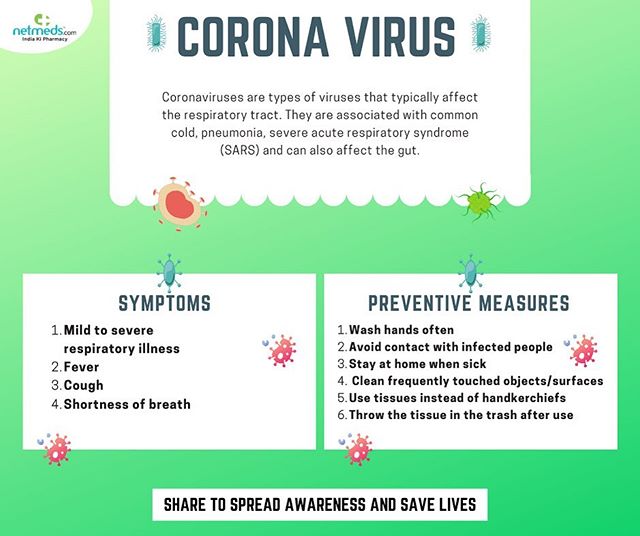 netmeds.com
India Ki Pharmacy
CORONA VIRUS
Coronaviruses are types of viruses that typically affect
the respiratory tract. They are associated with common
cold, pneumonia, severe acute respiratory syndrome
(SARS) and can also affect the gut.
SYMPTOMS
1. Mild to severe
respiratory illness
2. Fever
3. Cough
4. Shortness of breath
PREVENTIVE MEASURES
1. Wash hands often
2. Avoid contact with infected people
3. Stay at home when sick
4. Clean frequently touched objects/surfaces
5. Use tissues instead of handkerchiefs
6. Throw the tissue in the trash after use
SHARE TO SPREAD AWARENESS AND SAVE LIVES